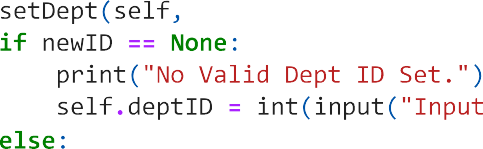 setDept(self,
if newID == None:
    print("No Valid Dept ID Set.")
    self.deptID = int(input("Input
else: